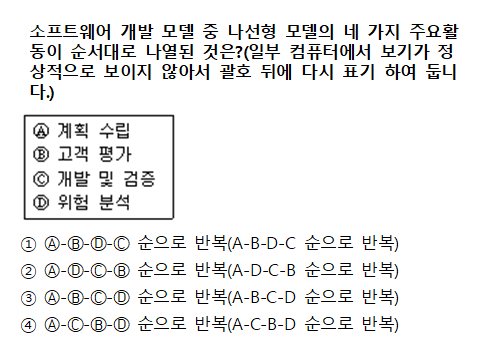 소프트웨어 개발 모델 중 나선형 모델의 네 가지 주요활
동이 순서대로 나열된 것은?(일부 컴퓨터에서 보기가 정
상적으로 보이지 않아서 괄호 뒤에 다시 표기 하여 둡니
다.)
Ⓐ 계획 수립
Ⓑ 고객 평가
Ⓒ 개발 및 검증
Ⓓ 위험 분석
① Ⓐ-Ⓑ-Ⓓ-Ⓒ 순으로 반복(A-B-D-C 순으로 반복)
② Ⓐ-Ⓓ-Ⓒ-Ⓑ 순으로 반복(A-D-C-B 순으로 반복)
③ Ⓐ-Ⓑ-Ⓒ-Ⓓ 순으로 반복(A-B-C-D 순으로 반복)
④ Ⓐ-Ⓒ-Ⓑ-Ⓓ 순으로 반복(A-C-B-D 순으로 반복)